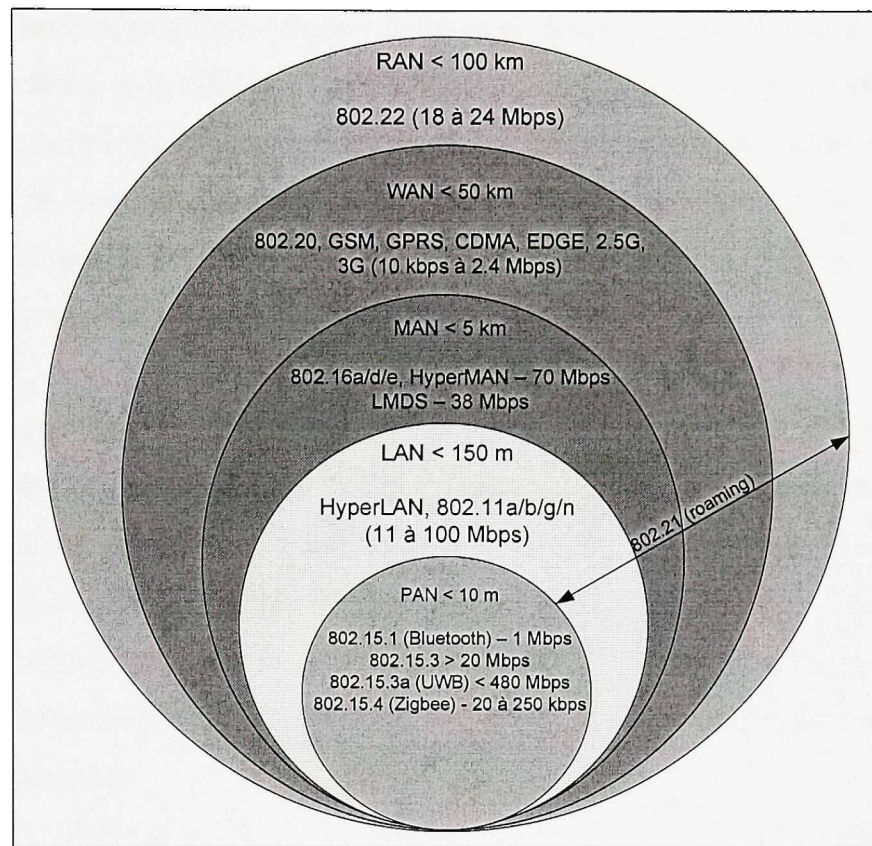 RAN < 100 km
802.22 (18 à 24 Mbps)
WAN < 50 km
802.20, GSM, GPRS, CDMA, EDGE, 2.5G,
3G (10 kbps à 2.4 Mbps)
MAN < 5 km
802.16a/d/e, HyperMAN – 70 Mbps
LMDS – 38 Mbps
LAN < 150 m
HyperLAN, 802.11a/b/g/n
(11 à 100 Mbps)
802.21 (roaming)
PAN < 10 m
802.15.1 (Bluetooth) – 1 Mbps
802.15.3 > 20 Mbps
802.15.3a (UWB) < 480 Mbps
802.15.4 (Zigbee) - 20 à 250 kbps